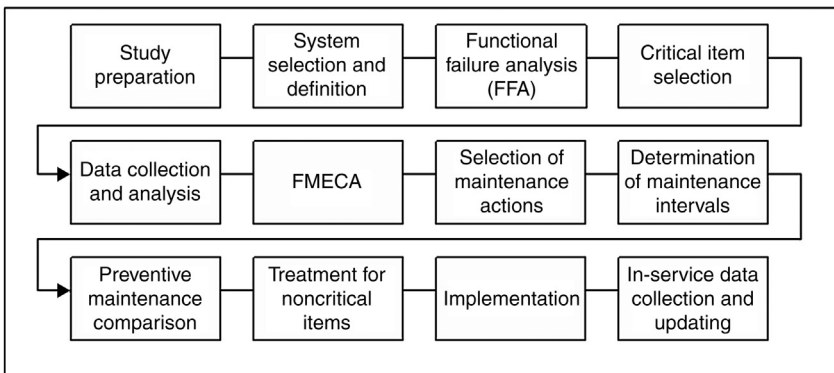 Study
preparation
System
selection and
definition
Functional
failure analysis
(FFA)
Critical item
selection
Data collection
and analysis
FMECA
Selection of
maintenance
actions
Determination
of maintenance
intervals
Preventive
maintenance
comparison
Treatment for
noncritical
items
Implementation
In-service data
collection and
updating